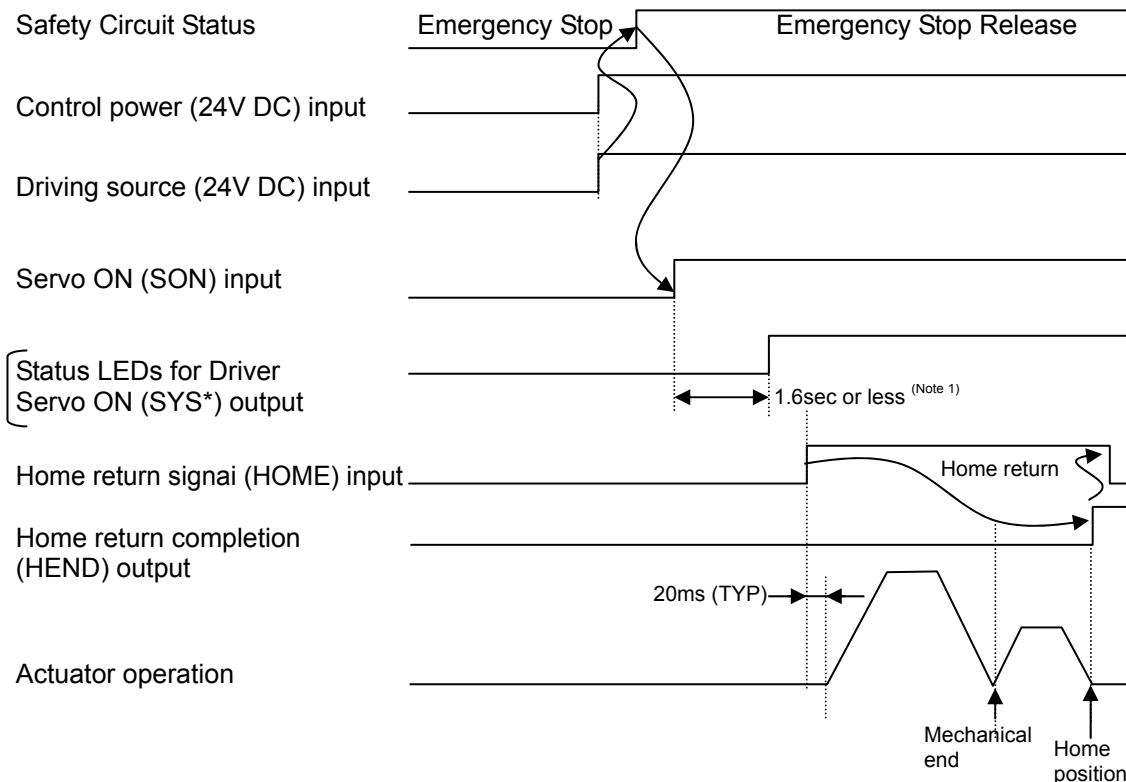 Safety Circuit Status
Emergency Stop
Emergency Stop Release
Control power (24V DC) input
Driving source (24V DC) input
Servo ON (SON) input
Status LEDs for Driver
Servo ON (SYS*) output
1.6sec or less (Note 1)
Home return signai (HOME) input
Home return
Home return completion
(HEND) output
20ms (TYP)
Actuator operation
Mechanical
end
Home
position